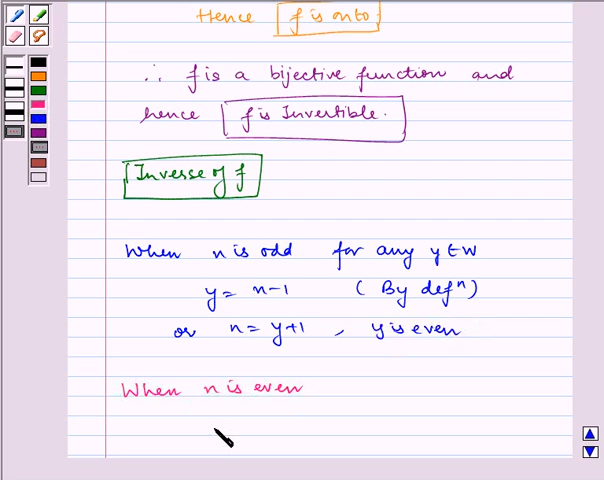 Hence f is onto
∴ f is a bijective function and
hence f is Invertible.
Inverse of f
When n is odd for any y ∈ W
y = n-1 ( By defⁿ)
or n = y+1 , y is even
When n is even